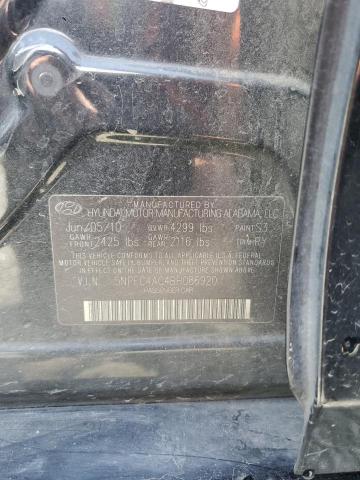 HYUNDAI MOTOR MANUFACTURING ALABAMA, LLC
Jun/05/10 GVWR 4299 lbs PAINT S3
GAWR FRONT 2425 lbs GAWR REAR 2116 lbs TRIM RY
THIS VEHICLE CONFORMS TO ALL APPLICABLE FEDERAL
MOTOR VEHICLE SAFETY, BUMPER, AND THEFT PREVENTION
STANDARDS IN EFFECT ON THE DATE OF MANUFACTURE SHOWN ABOVE
V.I.N
PASSENGER CAR